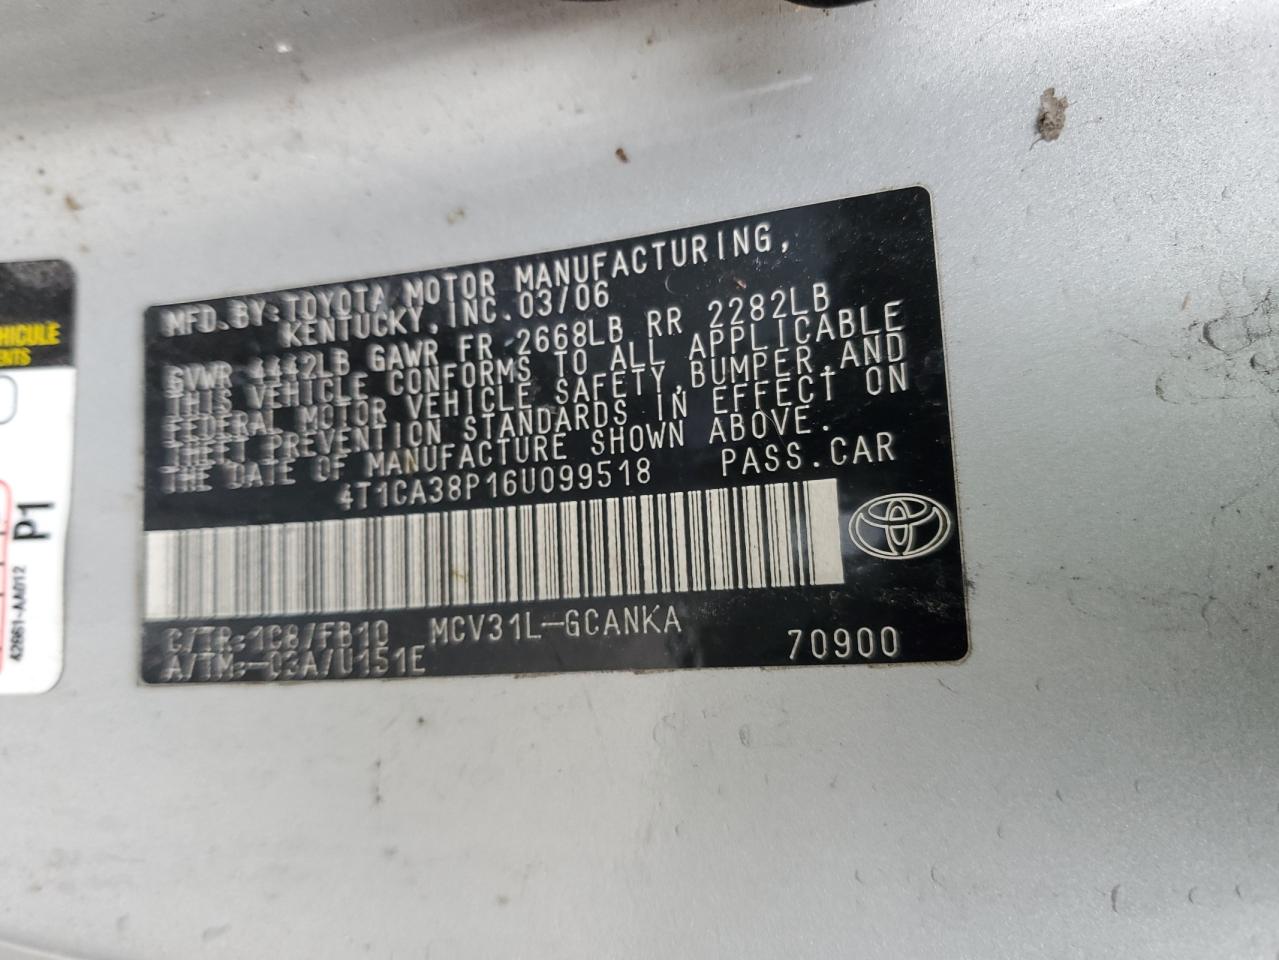 MFD. BY: TOYOTA MOTOR MANUFACTURING,
KENTUCKY, INC. 03/06
GVWR 4442LB GAWR FR 2668LB RR 2282LB
THIS VEHICLE CONFORMS TO ALL APPLICABLE
FEDERAL MOTOR VEHICLE SAFETY, BUMPER, AND
THEFT PREVENTION STANDARDS IN EFFECT ON
THE DATE OF MANUFACTURE SHOWN ABOVE.
4T1CA38P16U099518 PASS.CAR
C/TR: 1C8/FB10 MCV31L-GCANKA
A/TM:-03A/U151E 70900
P1
42661-AA012